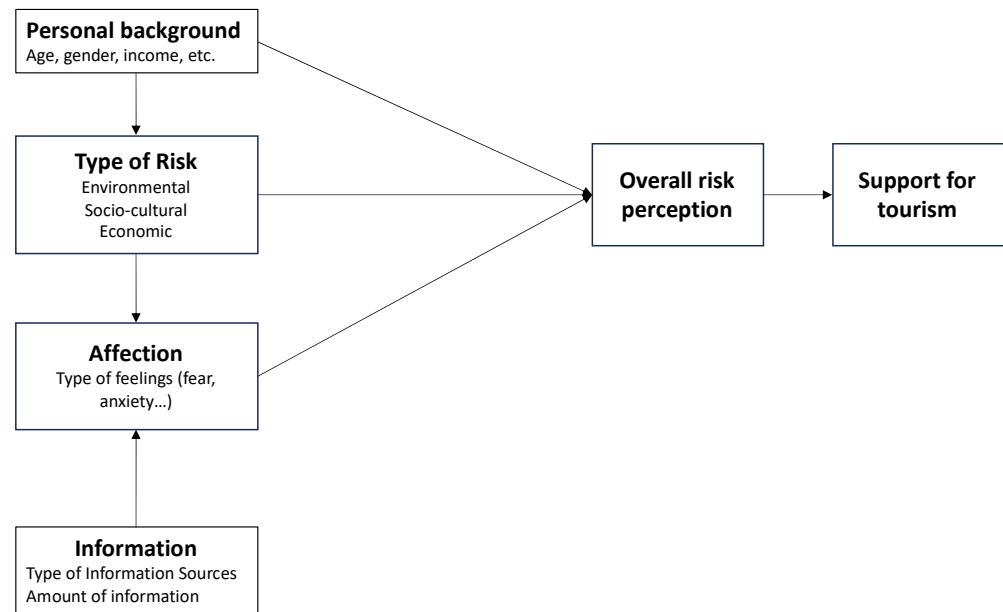 Personal background
Age, gender, income, etc.
Type of Risk
Environmental
Socio-cultural
Economic
Overall risk
perception
Support for
tourism
Affection
Type of feelings (fear,
anxiety…)
Information
Type of Information Sources
Amount of information